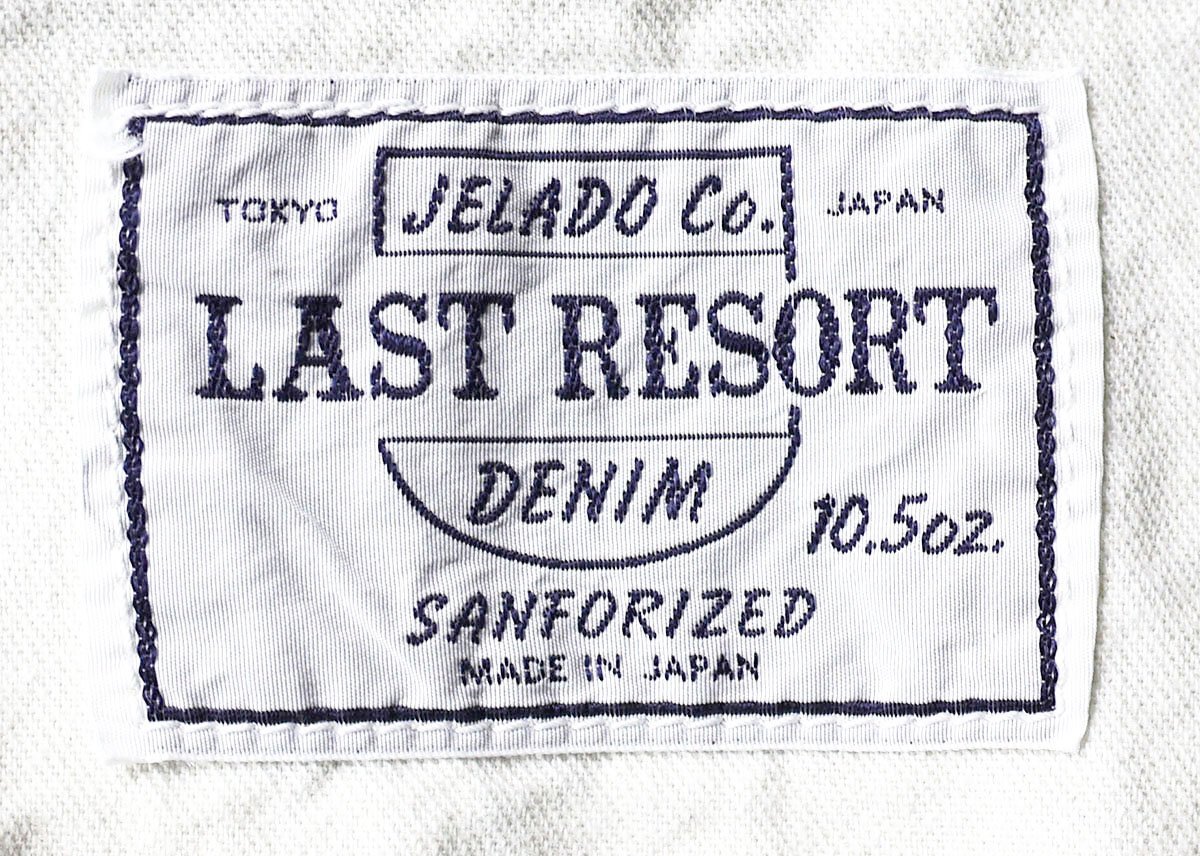 TOKYO JELADO Co. JAPAN
LAST RESORT
DENIM
10.5oz.
SANFORIZED
MADE IN JAPAN